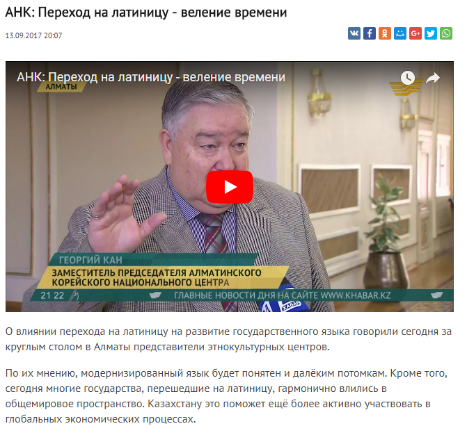 АНК: Переход на латиницу - веление времени
13.09.2017 20:07
АНК: Переход на латиницу - веление времени
АЛМАТЫ
ГЕОРГИЙ КАН
ЗАМЕСТИТЕЛЬ ПРЕДСЕДАТЕЛЯ АЛМАТИНСКОГО
КОРЕЙСКОГО НАЦИОНАЛЬНОГО ЦЕНТРА
21 22 ГЛАВНЫЕ НОВОСТИ ДНЯ НА САЙТЕ WWW.KHABAR.KZ
О влиянии перехода на латиницу на развитие государственного языка говорили сегодня за
круглым столом в Алматы представители этнокультурных центров.
По их мнению, модернизированный язык будет понятен и далёким потомкам. Кроме того,
сегодня многие государства, перешедшие на латиницу, гармонично влились в
общемировое пространство. Казахстану это поможет ещё более активно участвовать в
глобальных экономических процессах.